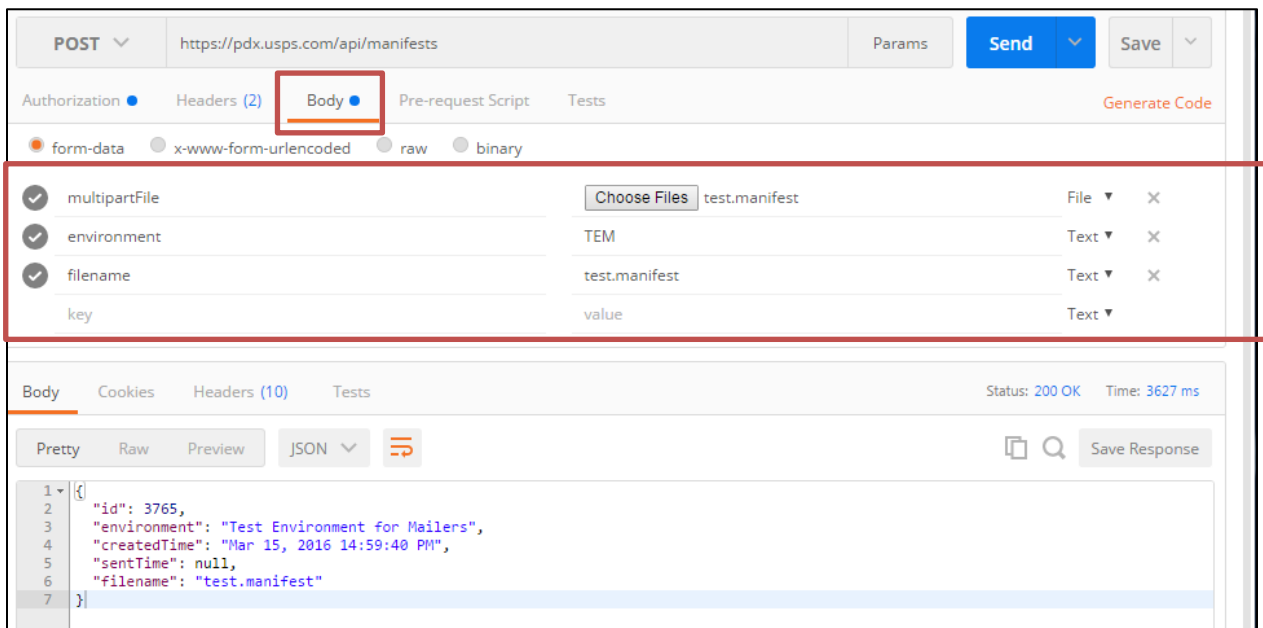 POST https://pdx.usps.com/api/manifests Params Send Save
Authorization Headers (2) Body Pre-request Script Tests Generate Code
form-data x-www-form-urlencoded raw binary
multipartFile Choose Files test.manifest File
environment TEM Text
filename test.manifest Text
key value Text
Body Cookies Headers (10) Tests Status: 200 OK Time: 3627 ms
Pretty Raw Preview JSON Save Response
1 {
2 "id": 3765,
3 "environment": "Test Environment for Mailers",
4 "createdTime": "Mar 15, 2016 14:59:40 PM",
5 "sentTime": null,
6 "filename": "test.manifest"
7 }